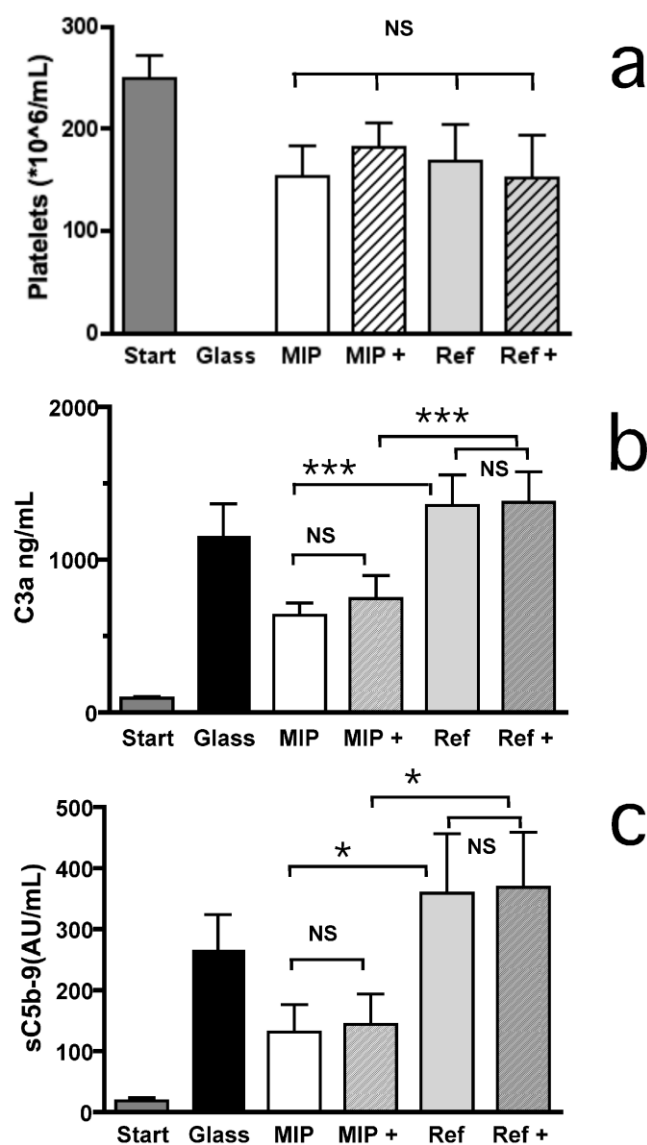 a
NS
300
200
100
0
Platelets (*10^6/mL)
Start Glass MIP MIP + Ref Ref +
b
***
***
NS
NS
2000
1000
0
C3a ng/mL
Start Glass MIP MIP + Ref Ref +
c
*
*
NS
NS
500
400
300
200
100
0
sC5b-9(AU/mL)
Start Glass MIP MIP + Ref Ref +